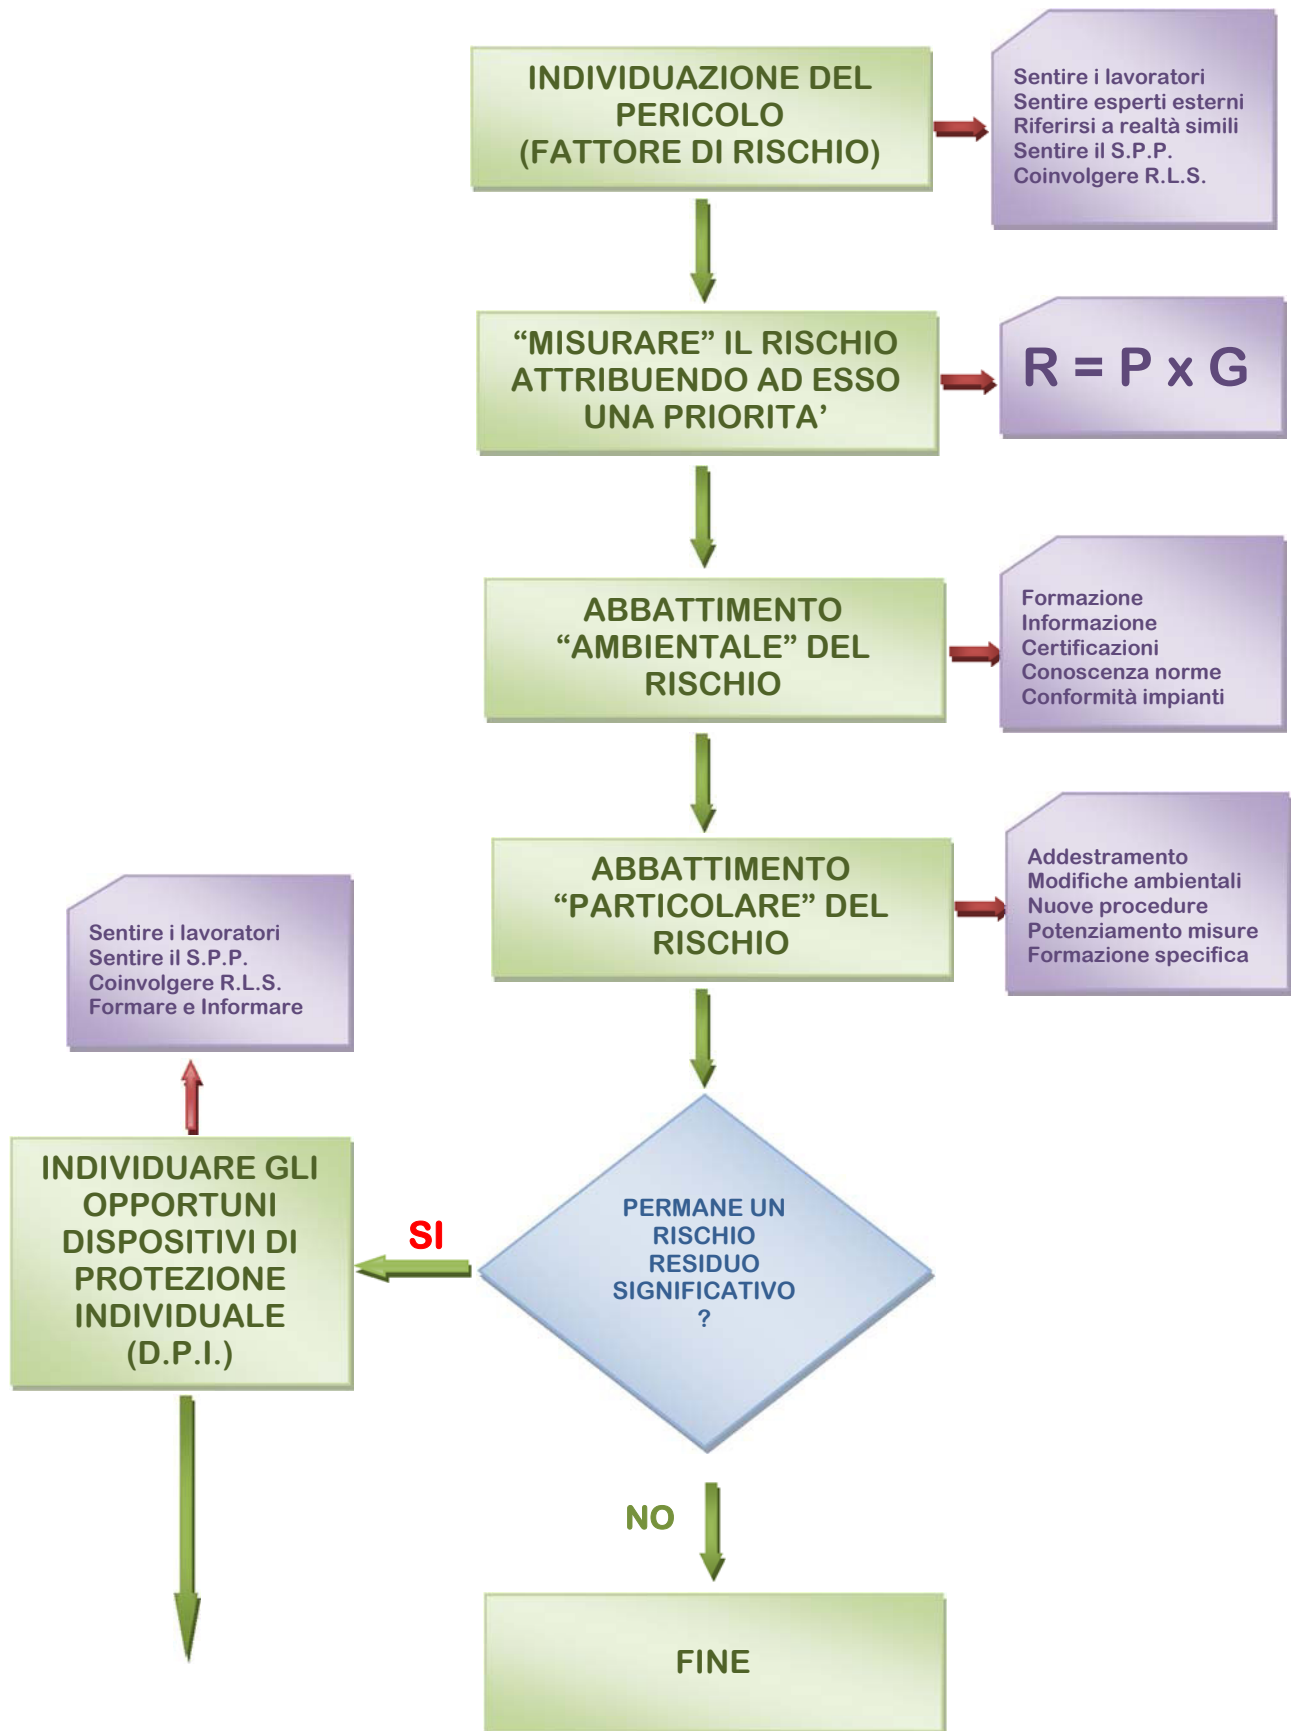 INDIVIDUAZIONE DEL
PERICOLO
(FATTORE DI RISCHIO)
Sentire i lavoratori
Sentire esperti esterni
Riferirsi a realtà simili
Sentire il S.P.P.
Coinvolgere R.L.S.
“MISURARE” IL RISCHIO
ATTRIBUENDO AD ESSO
UNA PRIORITA’
R = P x G
ABBATTIMENTO
“AMBIENTALE” DEL
RISCHIO
Formazione
Informazione
Certificazioni
Conoscenza norme
Conformità impianti
ABBATTIMENTO
“PARTICOLARE” DEL
RISCHIO
Addestramento
Modifiche ambientali
Nuove procedure
Potenziamento misure
Formazione specifica
Sentire i lavoratori
Sentire il S.P.P.
Coinvolgere R.L.S.
Formare e Informare
INDIVIDUARE GLI
OPPORTUNI
DISPOSITIVI DI
PROTEZIONE
INDIVIDUALE
(D.P.I.)
SI
PERMANE UN
RISCHIO
RESIDUO
SIGNIFICATIVO
?
NO
FINE